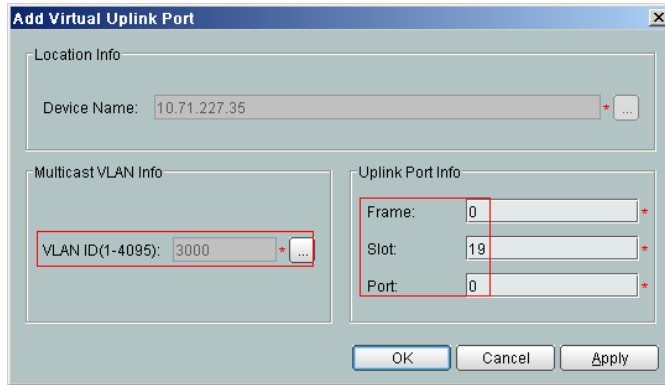 Add Virtual Uplink Port
Location Info
Device Name: 10.71.227.35 * ...
Multicast VLAN Info
VLAN ID(1-4095): 3000 * ...
Uplink Port Info
Frame: 0 *
Slot: 19 *
Port: 0 *
OK Cancel Apply